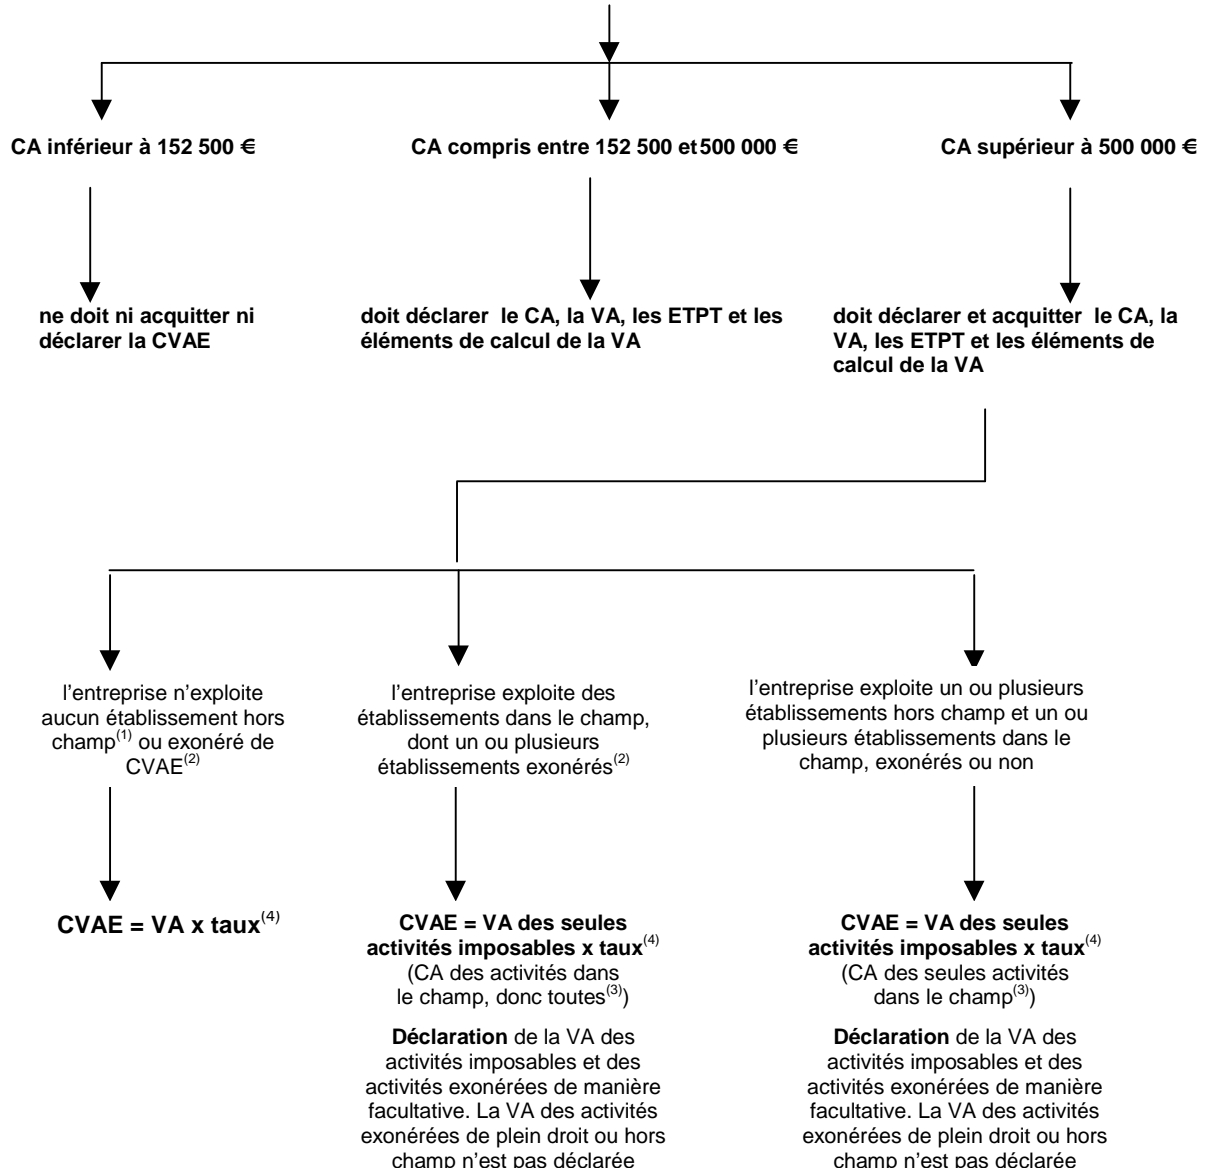 CA inférieur à 152 500 €
CA compris entre 152 500 et 500 000 €
CA supérieur à 500 000 €
ne doit ni acquitter ni
déclarer la CVAE
doit déclarer le CA, la VA, les ETPT et les
éléments de calcul de la VA
doit déclarer et acquitter le CA, la
VA, les ETPT et les éléments de
calcul de la VA
l'entreprise n'exploite
aucun établissement hors
champ(1) ou exonéré de
CVAE(2)
l'entreprise exploite des
établissements dans le champ,
dont un ou plusieurs
établissements exonérés(2)
l'entreprise exploite un ou plusieurs
établissements hors champ et un ou
plusieurs établissements dans le
champ, exonérés ou non
CVAE = VA x taux(4)
CVAE = VA des seules
activités imposables x taux(4)
(CA des activités dans
le champ, donc toutes(3))
Déclaration de la VA des
activités imposables et des
activités exonérées de manière
facultative. La VA des activités
exonérées de plein droit ou hors
champ n'est pas déclarée
CVAE = VA des seules
activités imposables x taux(4)
(CA des seules activités
dans le champ(3))
Déclaration de la VA des
activités imposables et des
activités exonérées de manière
facultative. La VA des activités
exonérées de plein droit ou hors
champ n'est pas déclarée